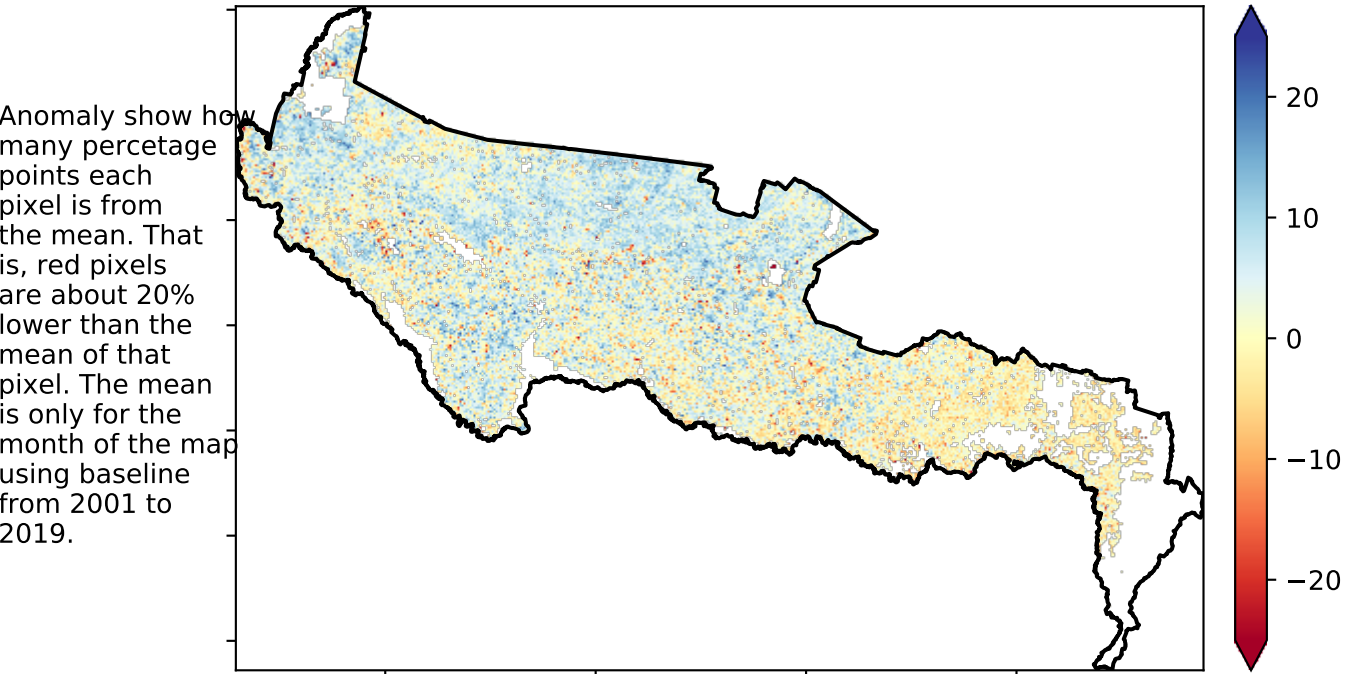 Anomaly show how
many percetage
points each
pixel is from
the mean. That
is, red pixels
are about 20%
lower than the
mean of that
pixel. The mean
is only for the
month of the map
using baseline
from 2001 to
2019.
20
10
0
−10
−20